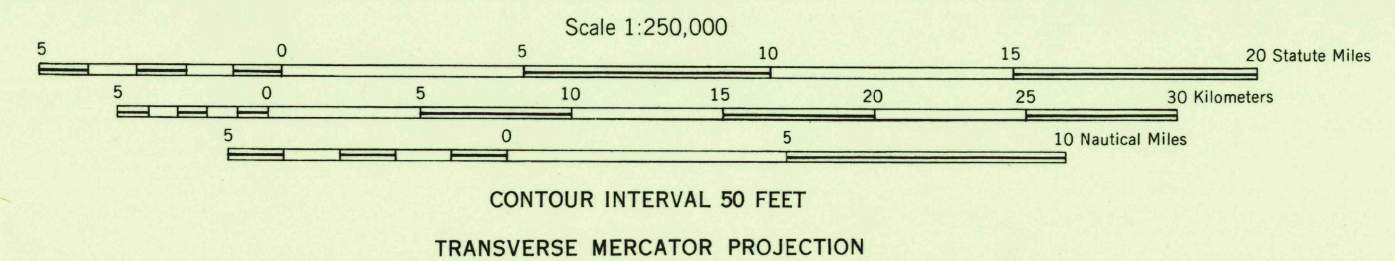 Scale 1:250,000
5 0 5 10 15 20 Statute Miles
5 0 5 10 15 20 25 30 Kilometers
5 0 5 10 Nautical Miles
CONTOUR INTERVAL 50 FEET
TRANSVERSE MERCATOR PROJECTION